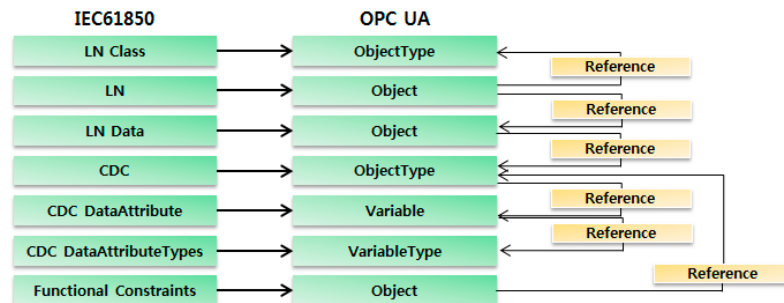 IEC61850 OPC UA
LN Class ObjectType
Reference
LN Object
Reference
LN Data Object
Reference
CDC ObjectType
Reference
CDC DataAttribute Variable
Reference
CDC DataAttributeTypes VariableType
Reference
Functional Constraints Object